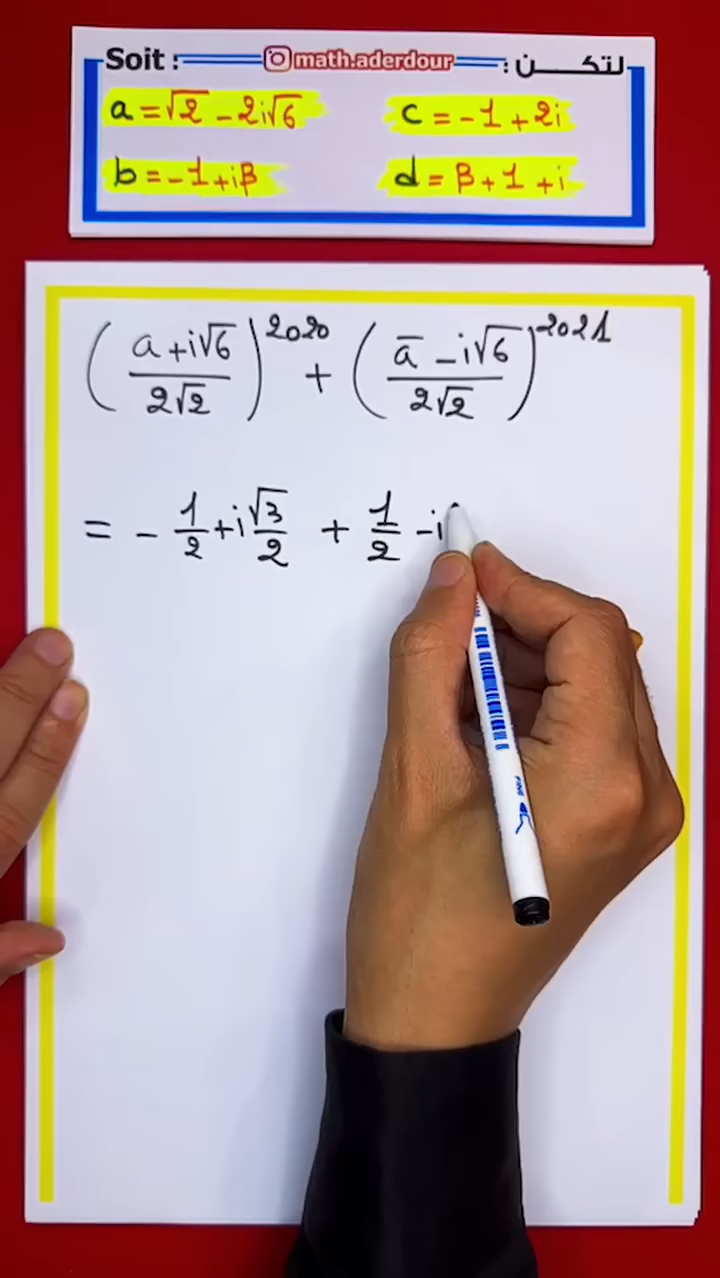 Soit : math.aderdour لتكن :
a = √2 - 2i√6 c = -1 + 2i
b = -1 + iβ d = β + 1 + i
((a + i√6)/(2√2))^2020 + ((ā - i√6)/(2√2))^2021
= - 1/2 + i √3/2 + 1/2 - i